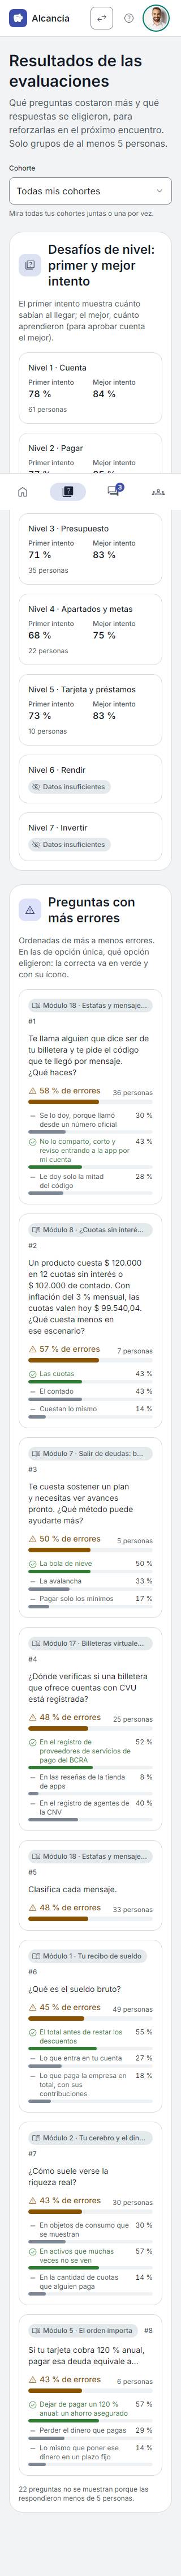 Alcancía
Resultados de las
evaluaciones
Qué preguntas costaron más y qué
respuestas se eligieron, para
reforzarlas en el próximo encuentro.
Solo grupos de al menos 5 personas.
Cohorte
Todas mis cohortes
Mira todas tus cohortes juntas o una por vez.
Desafíos de nivel:
primer y mejor
intento
El primer intento muestra cuánto
sabían al llegar; el mejor, cuánto
aprendieron (para aprobar cuenta
el mejor).
Nivel 1 · Cuenta
Primer intento Mejor intento
78 % 84 %
61 personas
Nivel 2 · Pagar
Primer intento Mejor intento
3
Nivel 3 · Presupuesto
Primer intento Mejor intento
71 % 83 %
35 personas
Nivel 4 · Apartados y metas
Primer intento Mejor intento
68 % 75 %
22 personas
Nivel 5 · Tarjeta y préstamos
Primer intento Mejor intento
73 % 83 %
10 personas
Nivel 6 · Rendir
Datos insuficientes
Nivel 7 · Invertir
Datos insuficientes
Preguntas con
más errores
Ordenadas de más a menos errores.
En las de opción única, qué opción
eligieron: la correcta va en verde y
con su ícono.
Módulo 18 · Estafas y mensaje...
#1
Te llama alguien que dice ser de
tu billetera y te pide el código
que te llegó por mensaje.
¿Qué haces?
58 % de errores 36 personas
Se lo doy, porque llamó
desde un número oficial 30 %
No lo comparto, corto y
reviso entrando a la app por
mi cuenta 43 %
Le doy solo la mitad
del código 28 %
Módulo 8 · ¿Cuotas sin interé...
#2
Un producto cuesta $ 120.000
en 12 cuotas sin interés o
$ 102.000 de contado. Con
inflación del 3 % mensual, las
cuotas valen hoy $ 99.540,04.
¿Qué cuesta menos en
ese escenario?
57 % de errores 7 personas
Las cuotas 43 %
El contado 43 %
Cuestan lo mismo 14 %
Módulo 7 · Salir de deudas: b...
#3
Te cuesta sostener un plan
y necesitas ver avances
pronto. ¿Qué método puede
ayudarte más?
50 % de errores 5 personas
La bola de nieve 50 %
La avalancha 33 %
Pagar solo los mínimos 17 %
Módulo 17 · Billeteras virtuale...
#4
¿Dónde verificas si una billetera
que ofrece cuentas con CVU
está registrada?
48 % de errores 25 personas
En el registro de
proveedores de servicios de
pago del BCRA 52 %
En las reseñas de la tienda
de apps 8 %
En el registro de agentes de
la CNV 40 %
Módulo 18 · Estafas y mensaje...
#5
Clasifica cada mensaje.
48 % de errores 33 personas
Módulo 1 · Tu recibo de sueldo
#6
¿Qué es el sueldo bruto?
45 % de errores 49 personas
El total antes de restar los
descuentos 55 %
Lo que entra en tu cuenta 27 %
Lo que paga la empresa en
total, con sus
contribuciones 18 %
Módulo 2 · Tu cerebro y el din...
#7
¿Cómo suele verse la
riqueza real?
43 % de errores 30 personas
En objetos de consumo que
se muestran 30 %
En activos que muchas
veces no se ven 57 %
En la cantidad de cuotas
que alguien paga 14 %
Módulo 5 · El orden importa #8
Si tu tarjeta cobra 120 % anual,
pagar esa deuda equivale a...
43 % de errores 6 personas
Dejar de pagar un 120 %
anual: un ahorro asegurado 57 %
Perder el dinero que pagas 29 %
Lo mismo que poner ese
dinero en un plazo fijo 14 %
22 preguntas no se muestran porque las
respondieron menos de 5 personas.